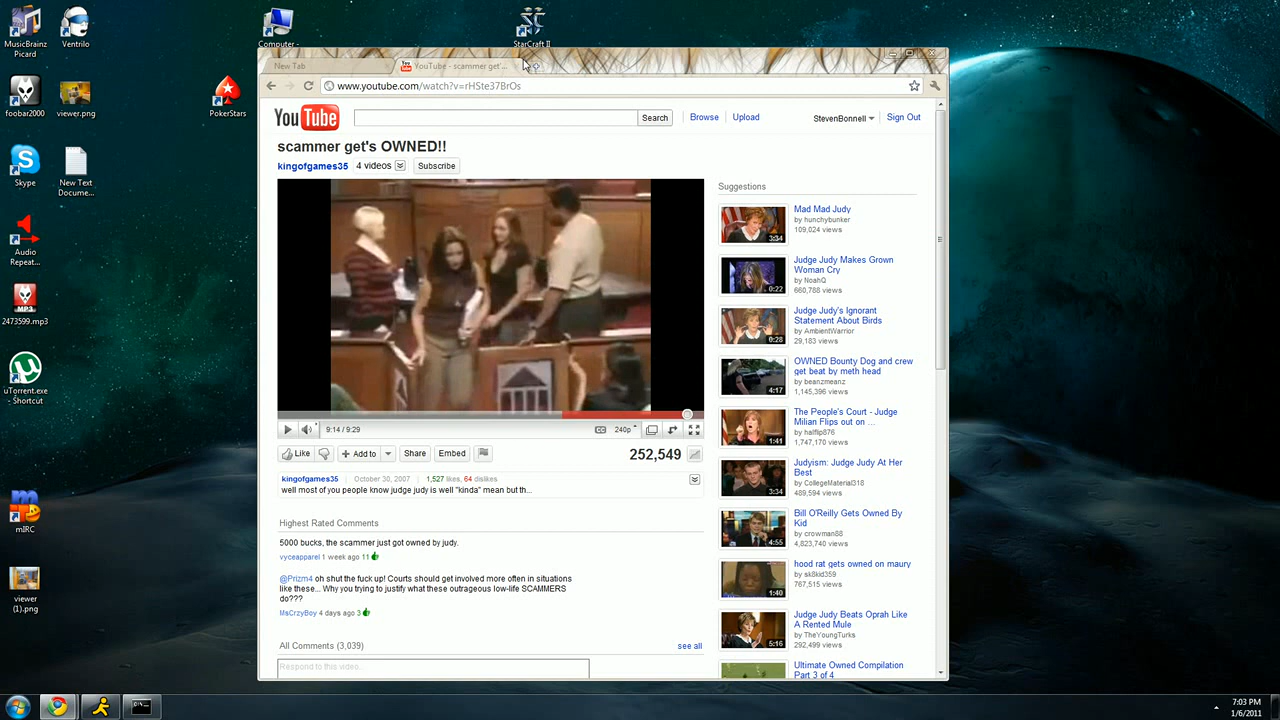 MusicBrainz
Picard
Ventrilo
foobar2000
viewer.png
PokerStars
Skype
New Text
Docume...
Audio
Repeat...
MP3
2473599.mp3
uTorrent.exe
- Shortcut
mIRC
viewer
(1).png
Computer -
StarCraft II
New Tab
YouTube - scammer get'...
www.youtube.com/watch?v=rHSte37BrOs
YouTube
Search
Browse
Upload
StevenBonnell
Sign Out
scammer get's OWNED!!
kingofgames35
4 videos
Subscribe
9:14 / 9:29
CC
240p
Like
Add to
Share
Embed
252,549
kingofgames35
October 30, 2007
1,527 likes, 64 dislikes
well most of you people know judge judy is well "kinda" mean but th...
Highest Rated Comments
5000 bucks, the scammer just got owned by judy.
vyceapparel 1 week ago 11
@Prizm4 oh shut the fuck up! Courts should get involved more often in situations
like these... Why you trying to justify what these outrageous low-life SCAMMERS
do???
MsCrzyBoy 4 days ago 3
All Comments (3,039)
see all
Respond to this video...
Suggestions
3:34
Mad Mad Judy
by hunchybunker
109,024 views
0:22
Judge Judy Makes Grown
Woman Cry
by NoahQ
660,788 views
0:28
Judge Judy's Ignorant
Statement About Birds
by AmbientWarrior
29,183 views
4:17
OWNED Bounty Dog and crew
get beat by meth head
by beanzmeanz
1,145,396 views
1:41
The People's Court - Judge
Milian Flips out on ...
by halflip876
1,747,170 views
3:34
Judyism: Judge Judy At Her
Best
by CollegeMaterial318
489,594 views
4:55
Bill O'Reilly Gets Owned By
Kid
by crowman88
4,823,740 views
1:40
hood rat gets owned on maury
by sk8kid359
767,515 views
5:16
Judge Judy Beats Oprah Like
A Rented Mule
by TheYoungTurks
292,499 views
Ultimate Owned Compilation
Part 3 of 4
7:03 PM
1/6/2011